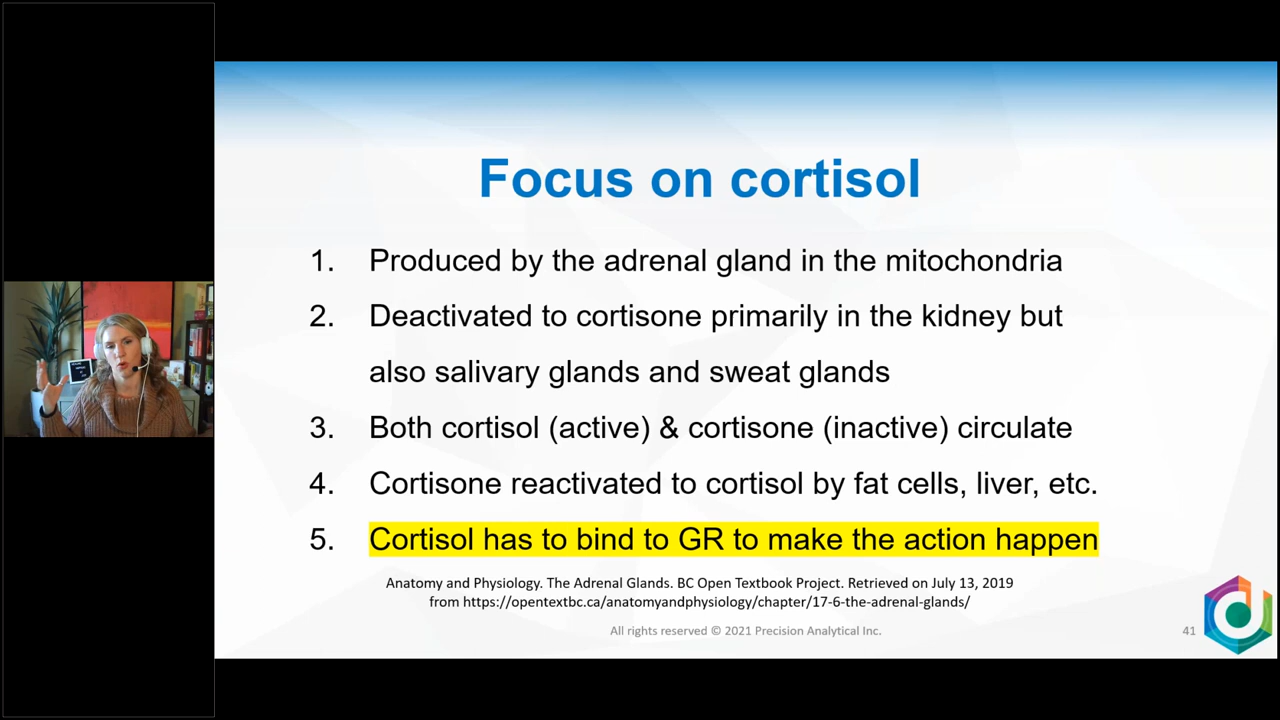 Focus on cortisol
1. Produced by the adrenal gland in the mitochondria
2. Deactivated to cortisone primarily in the kidney but
also salivary glands and sweat glands
3. Both cortisol (active) & cortisone (inactive) circulate
4. Cortisone reactivated to cortisol by fat cells, liver, etc.
5. Cortisol has to bind to GR to make the action happen
Anatomy and Physiology. The Adrenal Glands. BC Open Textbook Project. Retrieved on July 13, 2019
from https://opentextbc.ca/anatomyandphysiology/chapter/17-6-the-adrenal-glands/
All rights reserved © 2021 Precision Analytical Inc.
41